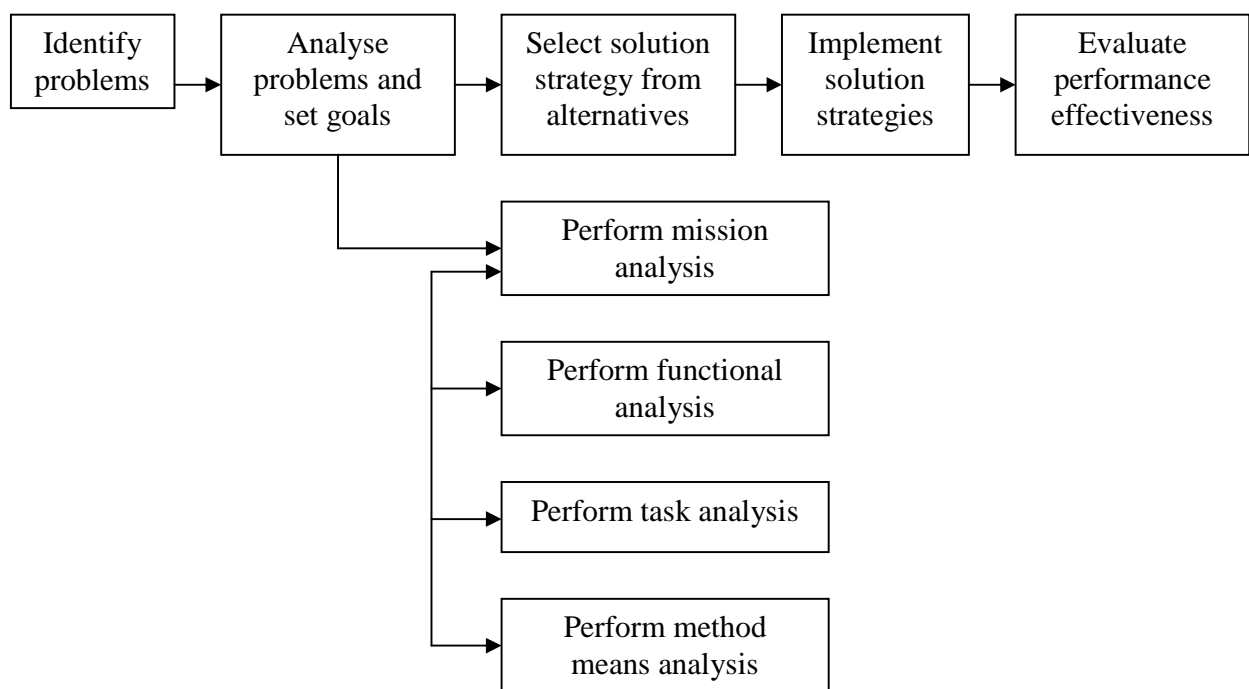 Identify
problems
Analyse
problems and
set goals
Select solution
strategy from
alternatives
Implement
solution
strategies
Evaluate
performance
effectiveness
Perform mission
analysis
Perform functional
analysis
Perform task analysis
Perform method
means analysis